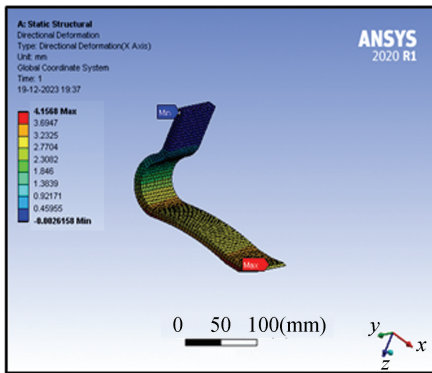 A: Static Structural
Directional Deformation
Type: Directional Deformation(X Axis)
Unit: mm
Global Coordinate System
Time: 1
19-12-2023 19:37
ANSYS
2020 R1
4.1568 Max
3.6947
3.2325
2.7704
2.3082
1.846
1.3839
0.92171
0.45955
-0.0026158 Min
Min
Max
0 50 100(mm)
y
x
z